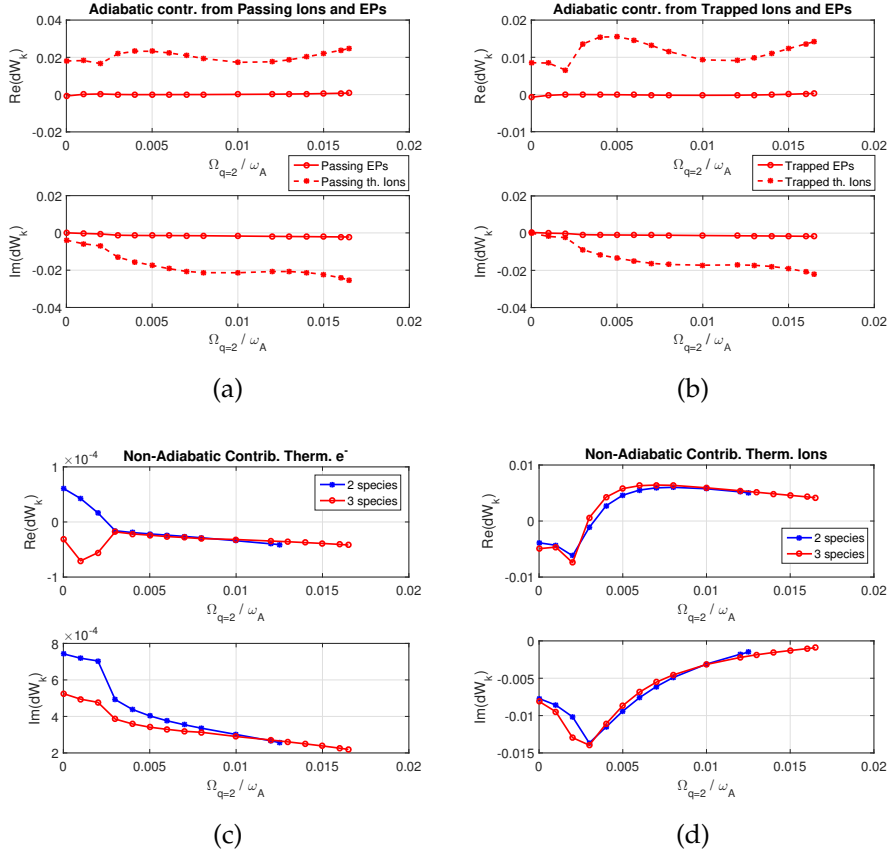 Adiabatic contr. from Passing Ions and EPs
0.04
0.02
0
-0.02
Re(dW_k)
0
0.005
0.01
0.015
0.02
Ω_q=2 / ω_A
Passing EPs
Passing th. Ions
0.02
0
-0.02
-0.04
Im(dW_k)
0
0.005
0.01
0.015
0.02
Ω_q=2 / ω_A
(a)
Adiabatic contr. from Trapped Ions and EPs
0.02
0.01
0
-0.01
Re(dW_k)
0
0.005
0.01
0.015
0.02
Ω_q=2 / ω_A
Trapped EPs
Trapped th. Ions
0.02
0
-0.02
-0.04
Im(dW_k)
0
0.005
0.01
0.015
0.02
Ω_q=2 / ω_A
(b)
×10⁻⁴
Non-Adiabatic Contrib. Therm. e⁻
1
0
-1
Re(dW_k)
2 species
3 species
0
0.005
0.01
0.015
0.02
Ω_q=2 / ω_A
×10⁻⁴
8
6
4
2
Im(dW_k)
0
0.005
0.01
0.015
0.02
Ω_q=2 / ω_A
(c)
Non-Adiabatic Contrib. Therm. Ions
0.01
0
-0.01
Re(dW_k)
2 species
3 species
0
0.005
0.01
0.015
0.02
Ω_q=2 / ω_A
0
-0.005
-0.01
-0.015
Im(dW_k)
0
0.005
0.01
0.015
0.02
Ω_q=2 / ω_A
(d)